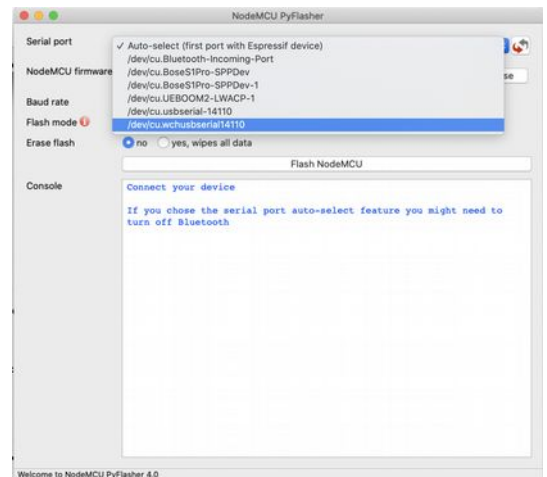 NodeMCU PyFlasher
Serial port
✓ Auto-select (first port with Espressif device)
/dev/cu.Bluetooth-Incoming-Port
/dev/cu.BoseS1Pro-SPPDev
/dev/cu.BoseS1Pro-SPPDev-1
/dev/cu.UEBOOM2-LWACP-1
/dev/cu.usbserial-14110
/dev/cu.wchusbserial14110
NodeMCU firmware
se
Baud rate
Flash mode
Erase flash
no yes, wipes all data
Flash NodeMCU
Console
Connect your device
If you chose the serial port auto-select feature you might need to
turn off Bluetooth
Welcome to NodeMCU PyFlasher 4.0